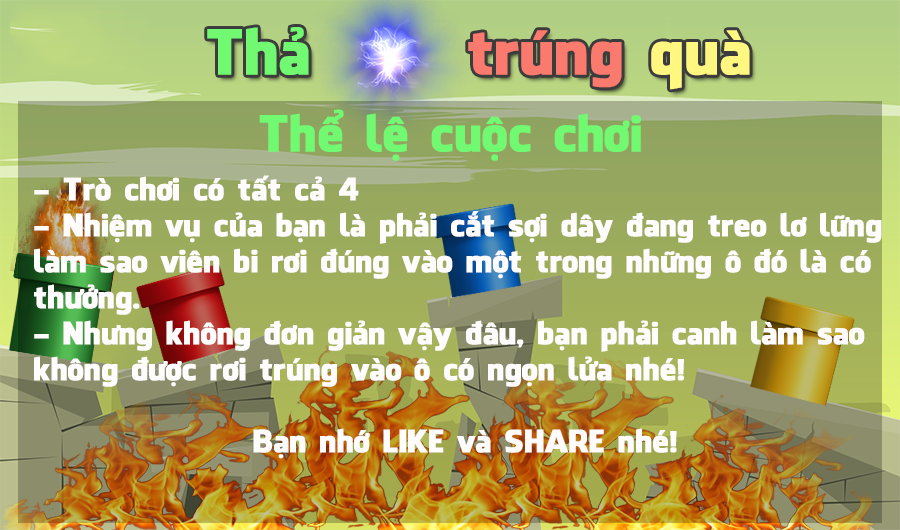 Thả trúng quà
Thể lệ cuộc chơi
- Trò chơi có tất cả 4
- Nhiệm vụ của bạn là phải cắt sợi dây đang treo lơ lững
làm sao viên bi rơi đúng vào một trong những ô đó là có
thưởng.
- Nhưng không đơn giản vậy đâu, bạn phải canh làm sao
không được rơi trúng vào ô có ngọn lửa nhé!
Bạn nhớ LIKE và SHARE nhé!